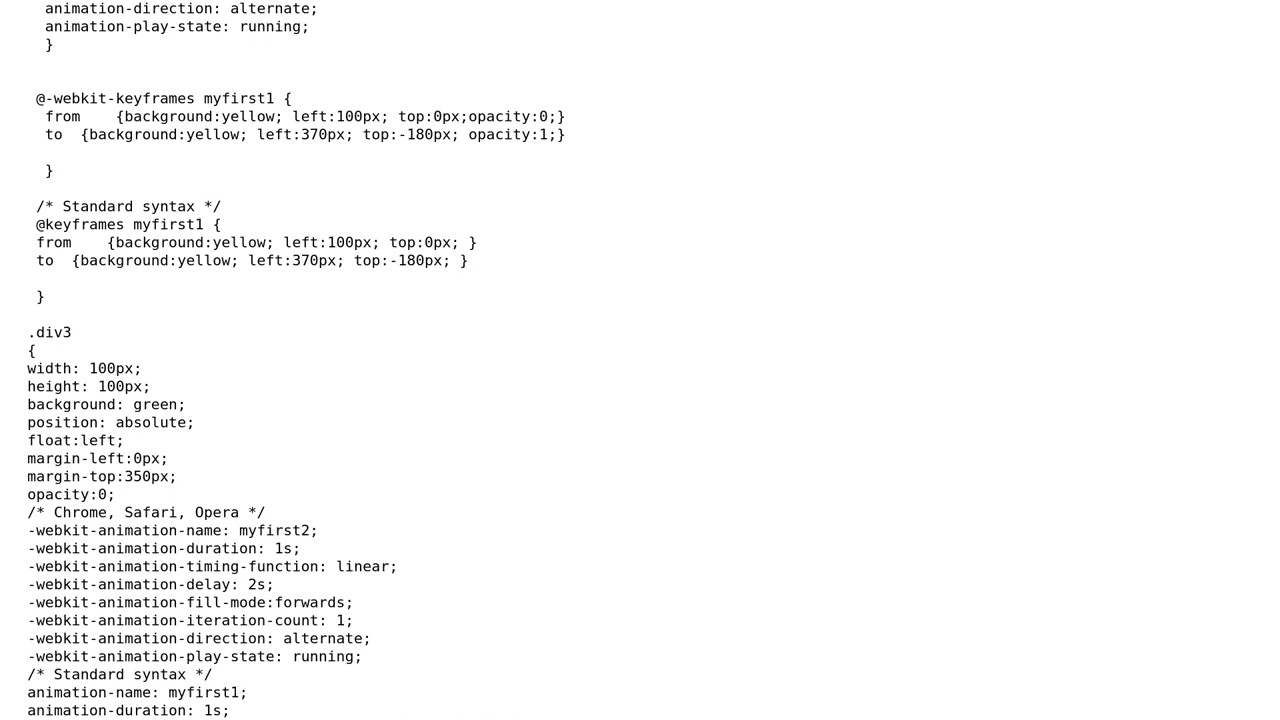 animation-direction: alternate;
animation-play-state: running;
}
@-webkit-keyframes myfirst1 {
from    {background:yellow; left:100px; top:0px;opacity:0;}
to  {background:yellow; left:370px; top:-180px; opacity:1;}
}
/* Standard syntax */
@keyframes myfirst1 {
from    {background:yellow; left:100px; top:0px; }
to  {background:yellow; left:370px; top:-180px; }
}
.div3
{
width: 100px;
height: 100px;
background: green;
position: absolute;
float:left;
margin-left:0px;
margin-top:350px;
opacity:0;
/* Chrome, Safari, Opera */
-webkit-animation-name: myfirst2;
-webkit-animation-duration: 1s;
-webkit-animation-timing-function: linear;
-webkit-animation-delay: 2s;
-webkit-animation-fill-mode:forwards;
-webkit-animation-iteration-count: 1;
-webkit-animation-direction: alternate;
-webkit-animation-play-state: running;
/* Standard syntax */
animation-name: myfirst1;
animation-duration: 1s;